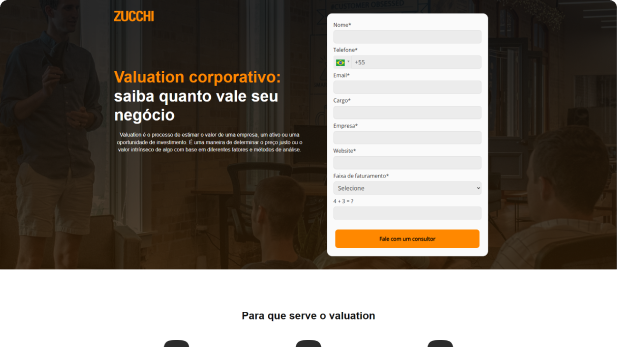 ZUCCHI
Valuation corporativo:
saiba quanto vale seu
negócio
Valuation é o processo de estimar o valor de uma empresa, um ativo ou uma
oportunidade de investimento. É uma maneira de determinar o preço justo ou o
valor intrínseco de algo com base em diferentes fatores e métodos de análise.
Nome*
Telefone*
+55
Email*
Cargo*
Empresa*
Website*
Faixa de faturamento*
Selecione
4 + 3 = ?
Fale com um consultor
Para que serve o valuation